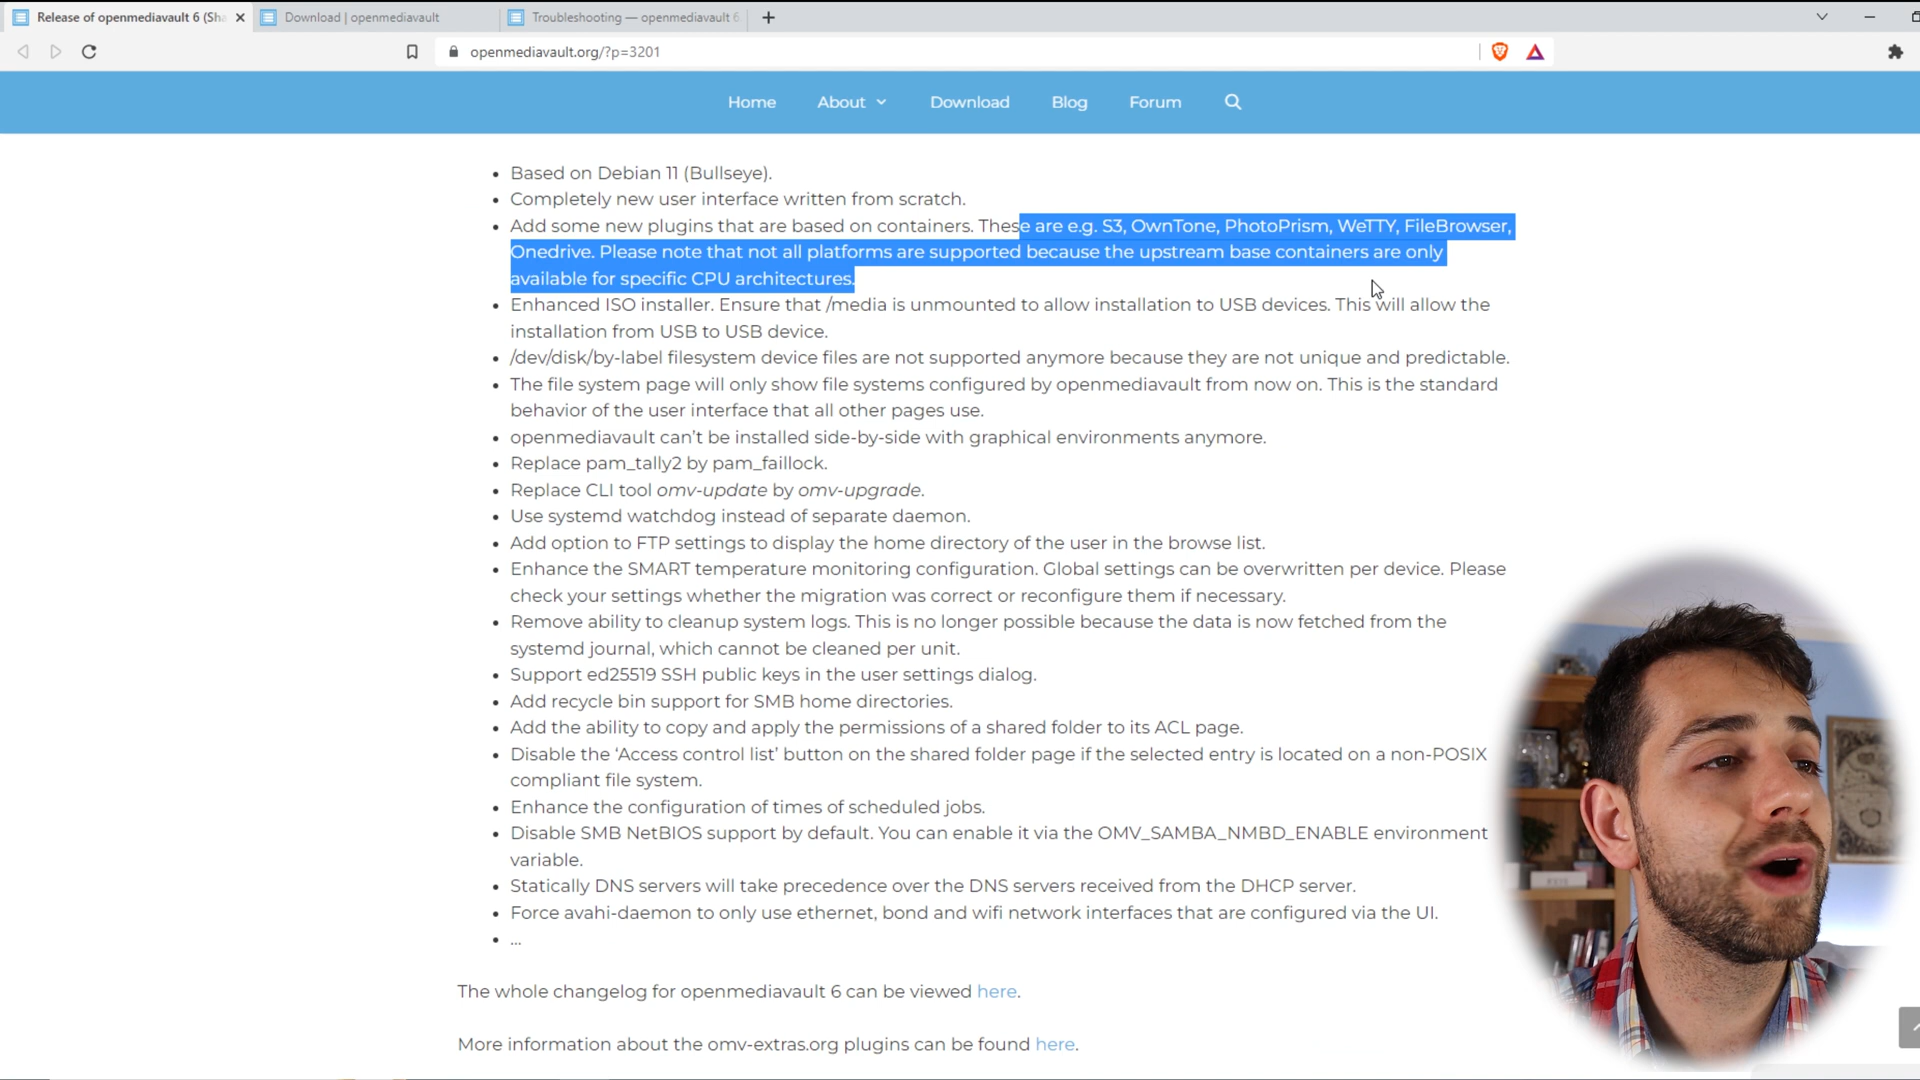 Release of openmediavault 6 (Sha
Download | openmediavault
Troubleshooting — openmediavault 6
openmediavault.org/?p=3201
Home About Download Blog Forum
• Based on Debian 11 (Bullseye).
• Completely new user interface written from scratch.
• Add some new plugins that are based on containers. These are e.g. S3, OwnTone, PhotoPrism, WeTTY, FileBrowser,
Onedrive. Please note that not all platforms are supported because the upstream base containers are only
available for specific CPU architectures.
• Enhanced ISO installer. Ensure that /media is unmounted to allow installation to USB devices. This will allow the
installation from USB to USB device.
• /dev/disk/by-label filesystem device files are not supported anymore because they are not unique and predictable.
• The file system page will only show file systems configured by openmediavault from now on. This is the standard
behavior of the user interface that all other pages use.
• openmediavault can’t be installed side-by-side with graphical environments anymore.
• Replace pam_tally2 by pam_faillock.
• Replace CLI tool omv-update by omv-upgrade.
• Use systemd watchdog instead of separate daemon.
• Add option to FTP settings to display the home directory of the user in the browse list.
• Enhance the SMART temperature monitoring configuration. Global settings can be overwritten per device. Please
check your settings whether the migration was correct or reconfigure them if necessary.
• Remove ability to cleanup system logs. This is no longer possible because the data is now fetched from the
systemd journal, which cannot be cleaned per unit.
• Support ed25519 SSH public keys in the user settings dialog.
• Add recycle bin support for SMB home directories.
• Add the ability to copy and apply the permissions of a shared folder to its ACL page.
• Disable the ‘Access control list’ button on the shared folder page if the selected entry is located on a non-POSIX
compliant file system.
• Enhance the configuration of times of scheduled jobs.
• Disable SMB NetBIOS support by default. You can enable it via the OMV_SAMBA_NMBD_ENABLE environment
variable.
• Statically DNS servers will take precedence over the DNS servers received from the DHCP server.
• Force avahi-daemon to only use ethernet, bond and wifi network interfaces that are configured via the UI.
• ...
The whole changelog for openmediavault 6 can be viewed here.
More information about the omv-extras.org plugins can be found here.